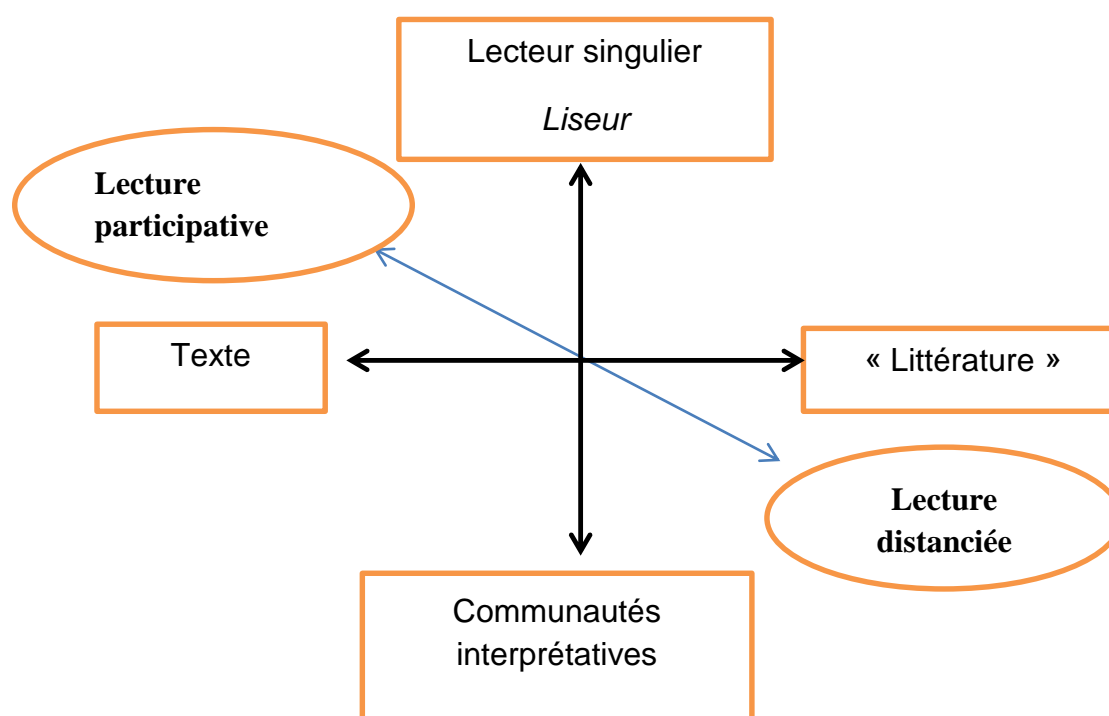 Lecteur singulier
Liseur
Lecture
participative
Texte
« Littérature »
Lecture
distanciée
Communautés
interprétatives